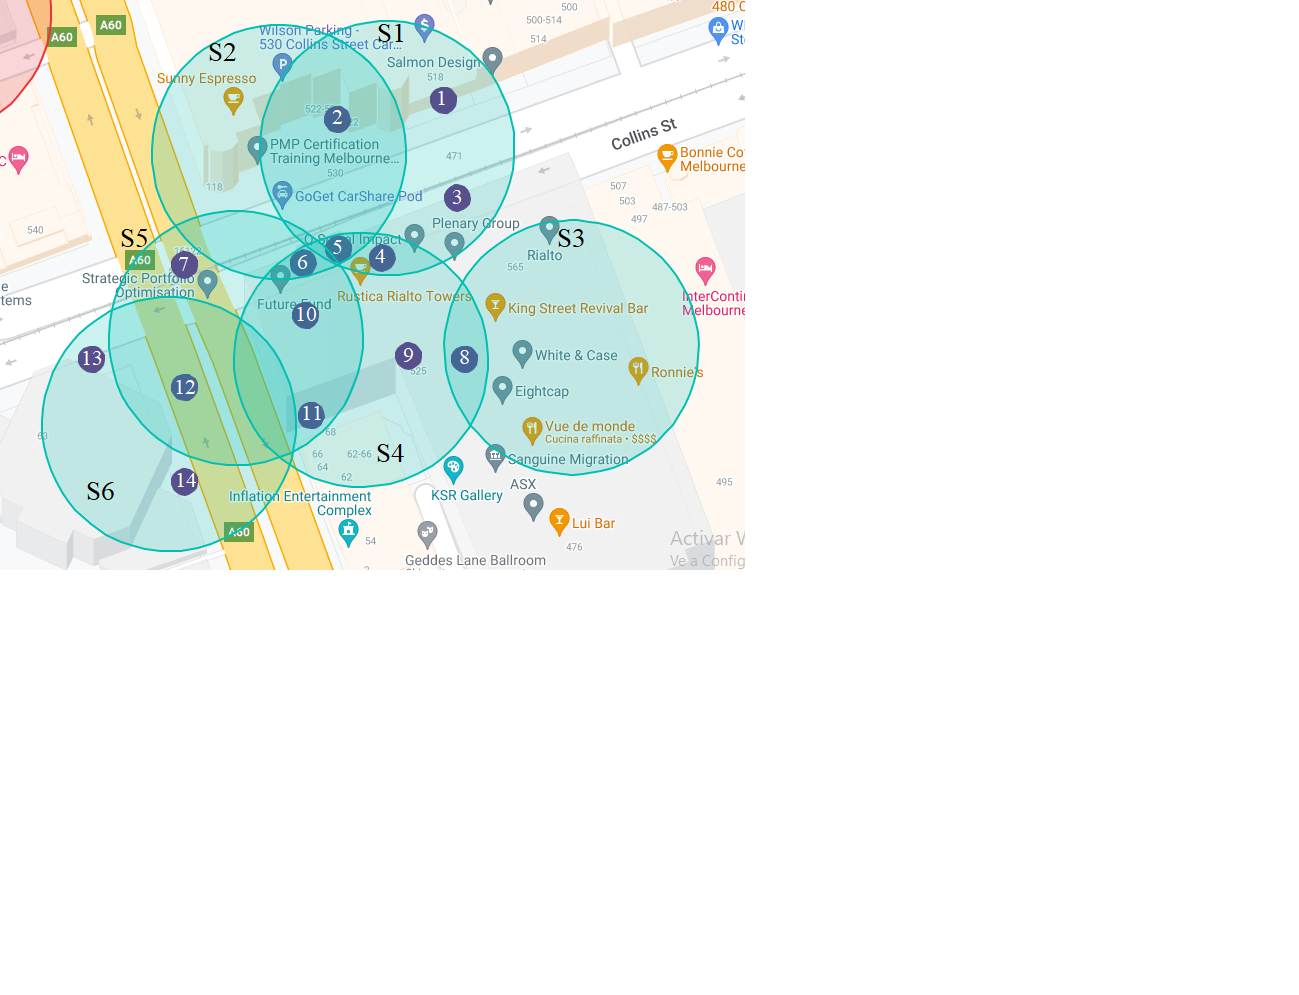 500
480 C
A60
A60
Wilson Parking -
530 Collins Street Car...
S1
500-514
514
S2
Salmon Design
518
Sunny Espresso
1
2
Collins St
PMP Certification
Training Melbourne...
471
530
Bonnie Co
Melbourne
118
GoGet CarShare Pod
3
507
503
487-503
497
Plenary Group
540
S5
S3
A60
7
6
5
4
Rialto
565
Strategic Portfolio
Optimisation
Rustica Rialto Towers
InterConti
Melbourne
e
tems
Future Fund
10
King Street Revival Bar
13
9
8
White & Case
525
Ronnie's
12
Eightcap
11
Vue de monde
Cucina raffinata • $$$$
63
68
66
62-66
S4
64
62
Sanguine Migration
14
S6
KSR Gallery
ASX
495
Inflation Entertainment
Complex
Lui Bar
A60
54
476
Activar W
Geddes Lane Ballroom
Ve a Config